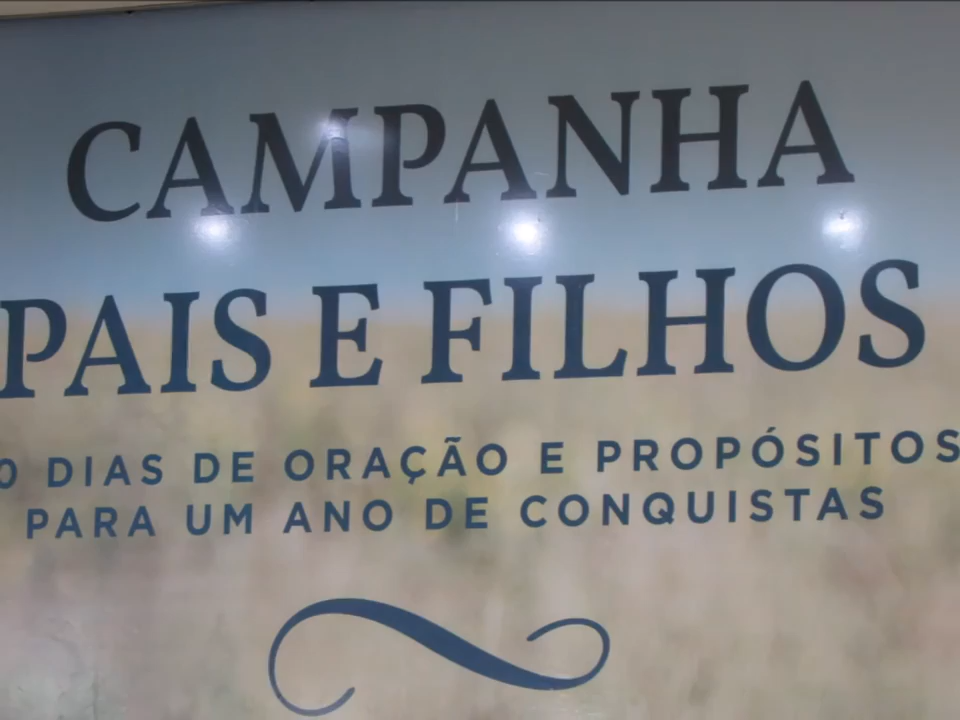 CAMPANHA
PAIS E FILHOS
DIAS DE ORAÇÃO E PROPÓSITOS
PARA UM ANO DE CONQUISTAS